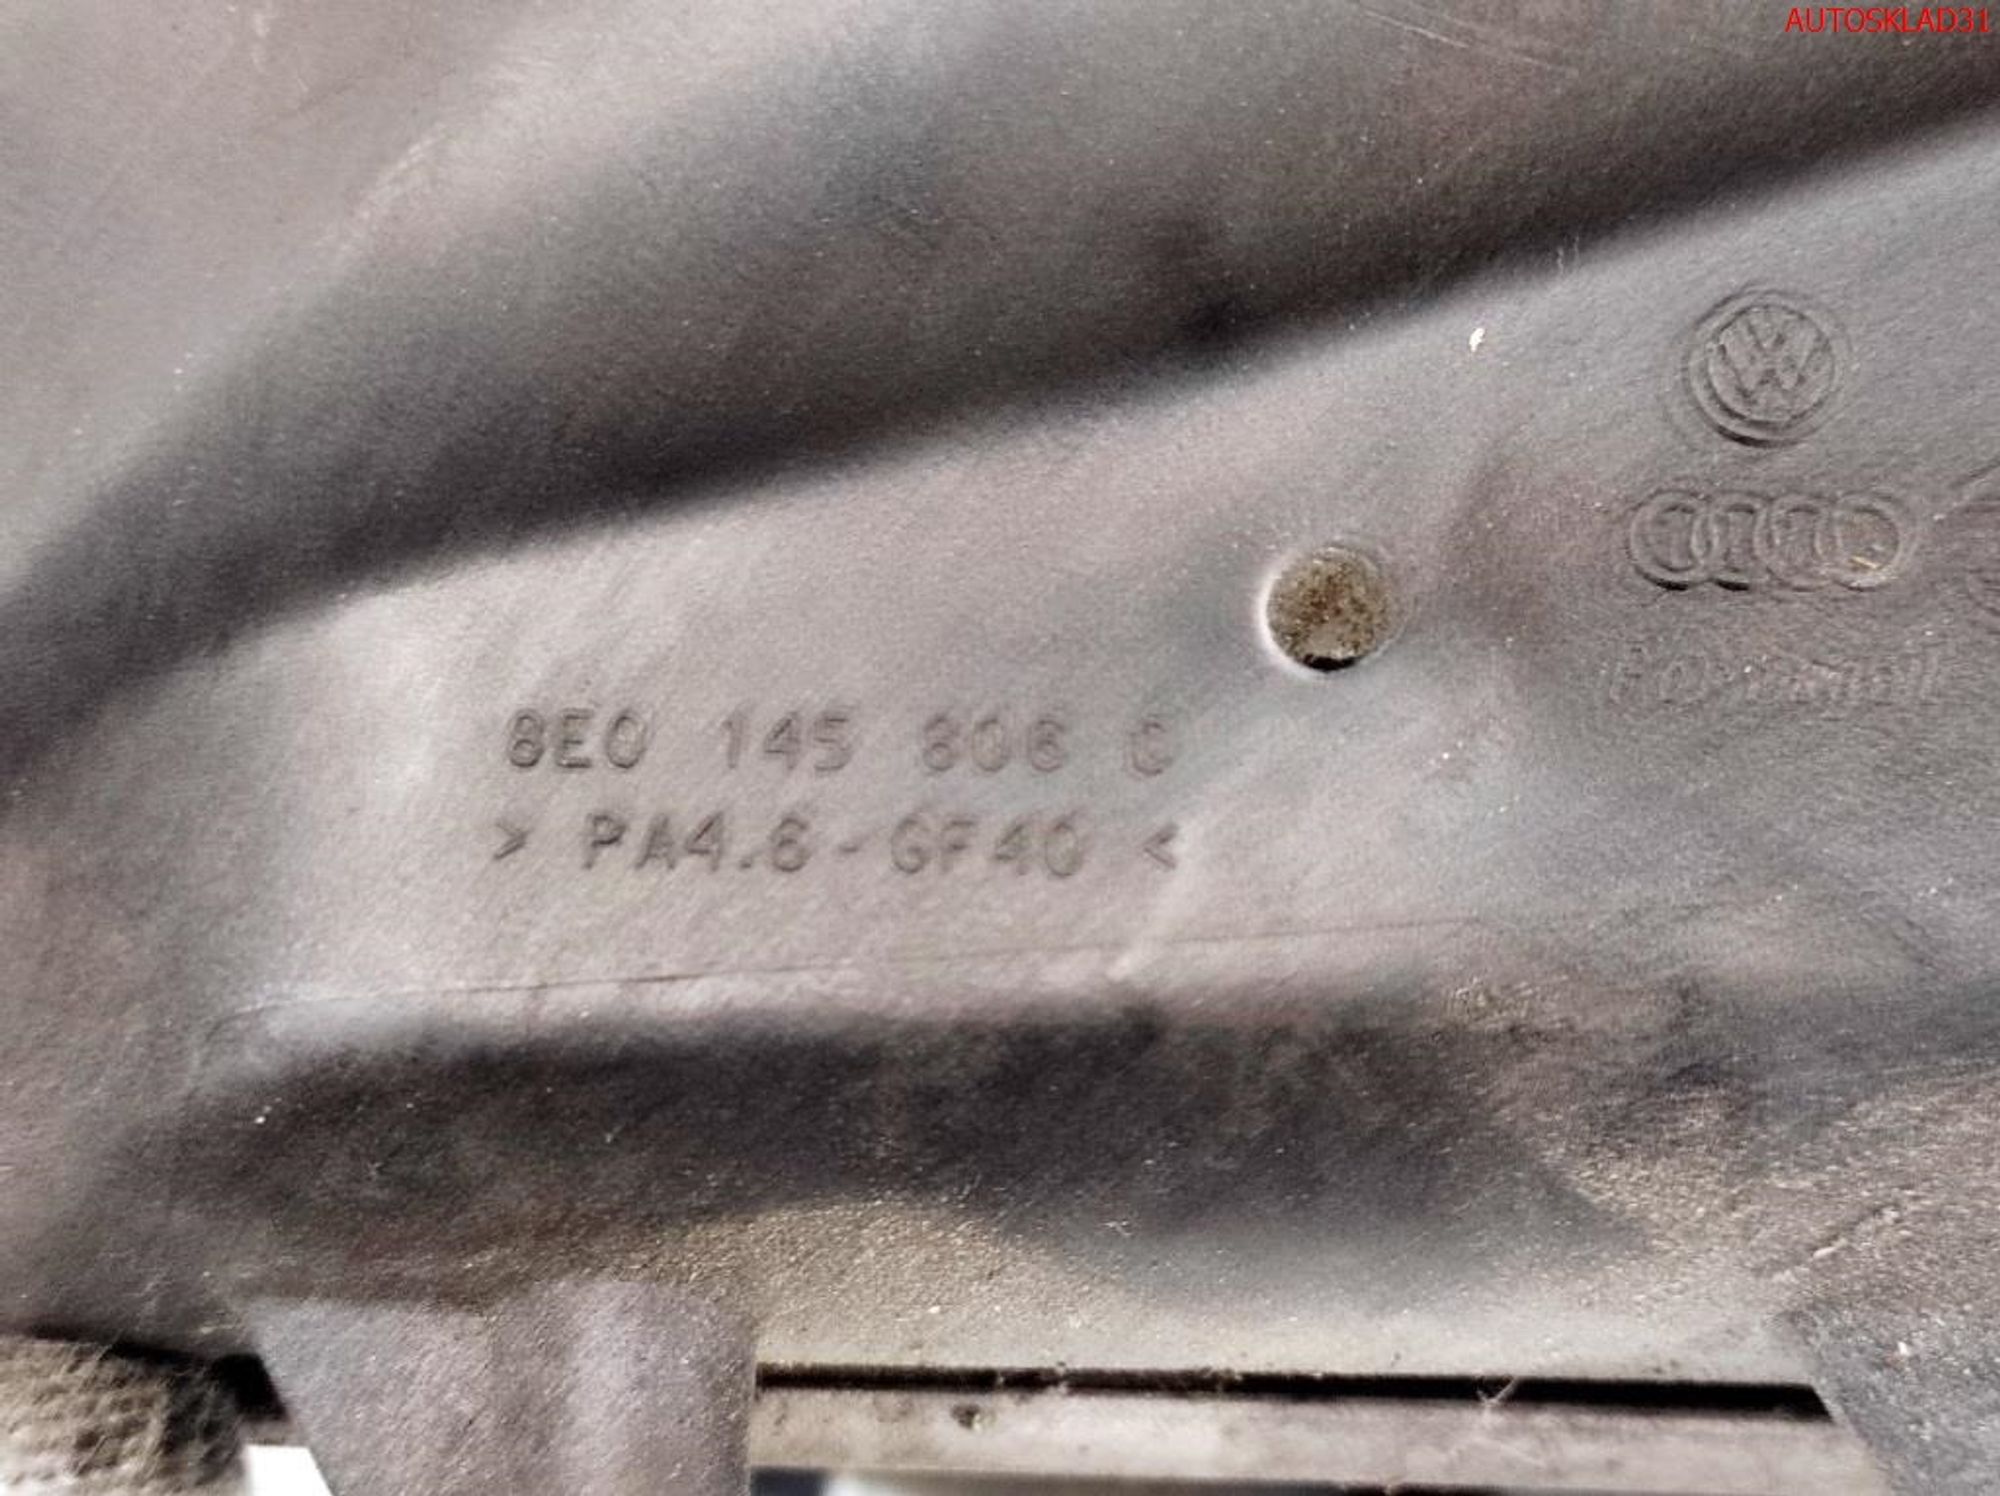 AUTOSKLAD31
8E0 145 806 C
> PA4.6-GF40 <